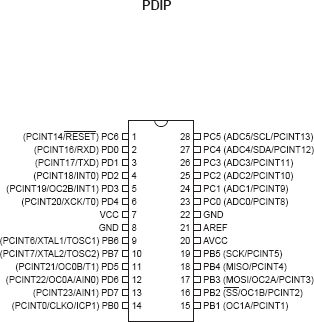 PDIP
(PCINT14/RESET) PC6 1 28 PC5 (ADC5/SCL/PCINT13)
(PCINT16/RXD) PD0 2 27 PC4 (ADC4/SDA/PCINT12)
(PCINT17/TXD) PD1 3 26 PC3 (ADC3/PCINT11)
(PCINT18/INT0) PD2 4 25 PC2 (ADC2/PCINT10)
(PCINT19/OC2B/INT1) PD3 5 24 PC1 (ADC1/PCINT9)
(PCINT20/XCK/T0) PD4 6 23 PC0 (ADC0/PCINT8)
VCC 7 22 GND
GND 8 21 AREF
(PCINT6/XTAL1/TOSC1) PB6 9 20 AVCC
(PCINT7/XTAL2/TOSC2) PB7 10 19 PB5 (SCK/PCINT5)
(PCINT21/OC0B/T1) PD5 11 18 PB4 (MISO/PCINT4)
(PCINT22/OC0A/AIN0) PD6 12 17 PB3 (MOSI/OC2A/PCINT3)
(PCINT23/AIN1) PD7 13 16 PB2 (SS/OC1B/PCINT2)
(PCINT0/CLKO/ICP1) PB0 14 15 PB1 (OC1A/PCINT1)